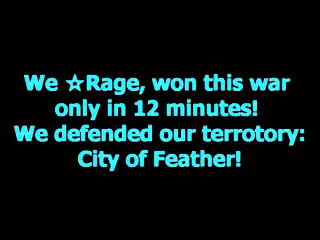 We ☆Rage, won this war
only in 12 minutes!
We defended our terrotory:
City of Feather!